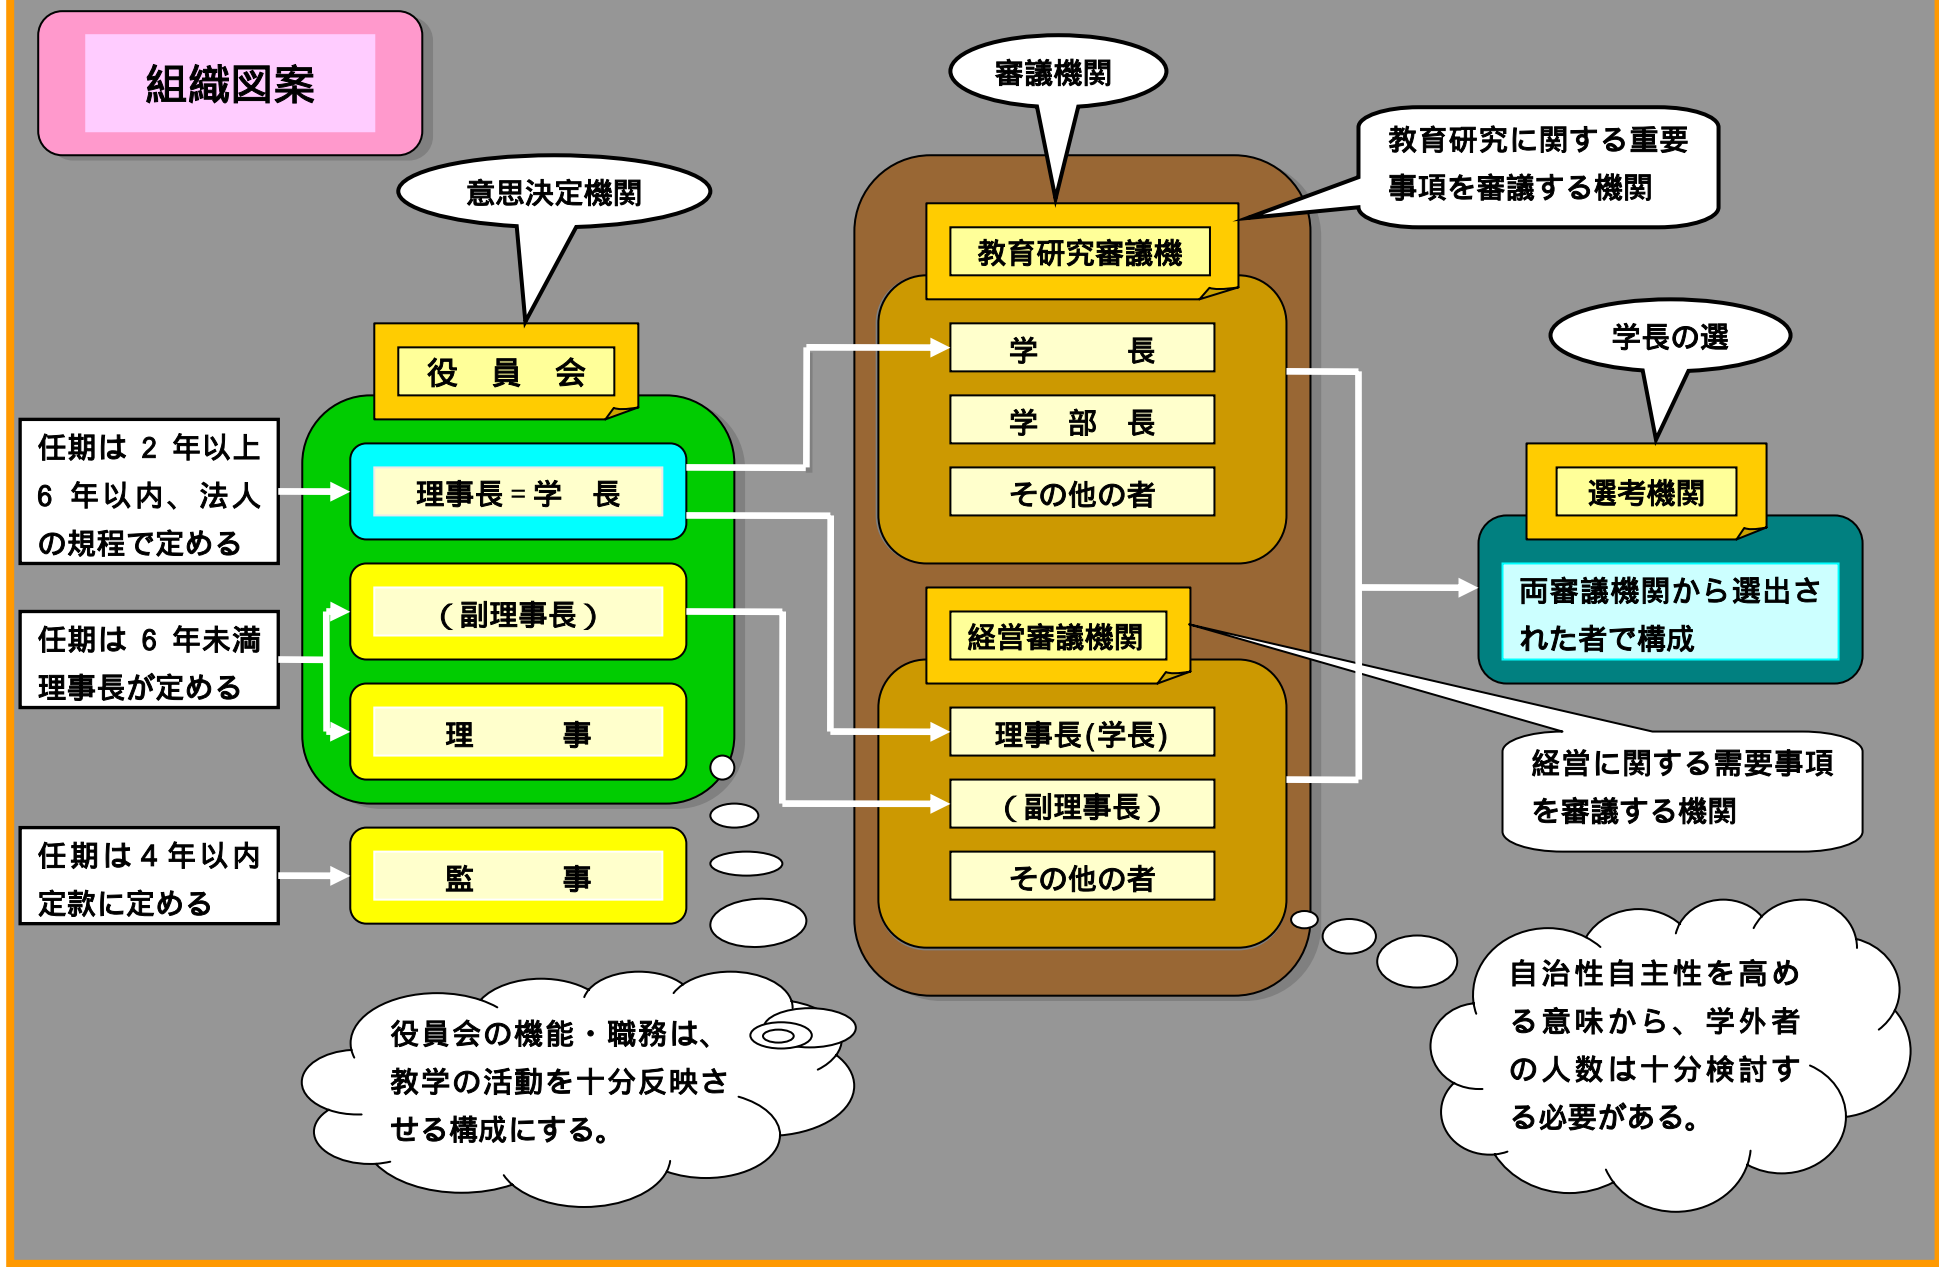 組織図案
意思決定機関
役　員　会
任期は 2 年以上
6 年以内、法人
の規程で定める
理事長＝学　長
任期は 6 年未満
理事長が定める
（副理事長）
理　　　事
任期は４年以内
定款に定める
監　　　事
役員会の機能・職務は、
教学の活動を十分反映さ
せる構成にする。
審議機関
教育研究に関する重要
事項を審議する機関
教育研究審議機
学　　　長
学　部　長
その他の者
経営審議機関
理事長(学長)
（副理事長）
その他の者
経営に関する需要事項
を審議する機関
学長の選
選考機関
両審議機関から選出さ
れた者で構成
自治性自主性を高め
る意味から、学外者
の人数は十分検討す
る必要がある。